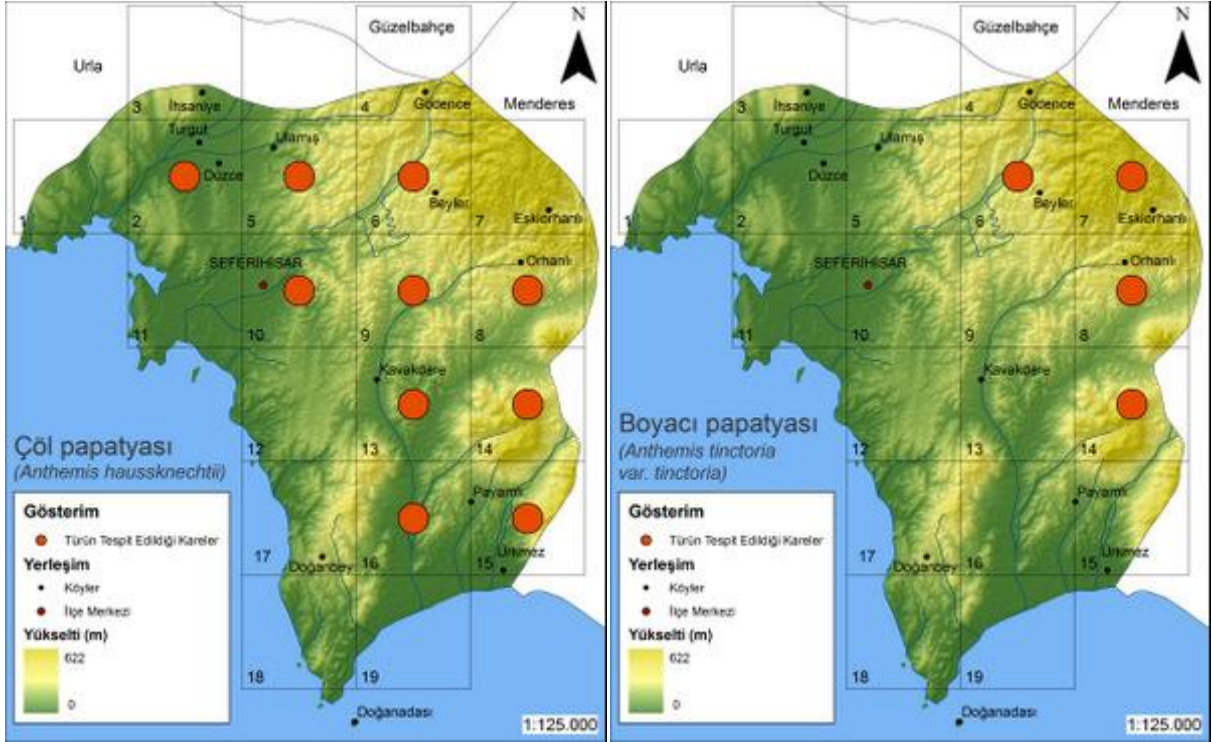 Güzelbahçe
N
Urla
3
İhsaniye
4
Gödence
Menderes
Turgut
Ulamış
Düzce
Beyler
1
2
5
6
7
Eskiorhanlı
SEFERİHİSAR
Orhanlı
11
10
9
8
Kavakdere
Çöl papatyası
(Anthemis haussknechtii)
12
13
14
Gösterim
Türün Tespit Edildiği Kareler
Yerleşim
Köyler
İlçe Merkezi
Yükselti (m)
622
0
Payamlı
17
Doğanbey
16
15
Ürkmez
18
19
Doğanadası
1:125.000
Güzelbahçe
N
Urla
3
İhsaniye
4
Gödence
Menderes
Turgut
Ulamış
Düzce
Beyler
1
2
5
6
7
Eskiorhanlı
SEFERİHİSAR
Orhanlı
11
10
9
8
Kavakdere
Boyacı papatyası
(Anthemis tinctoria
var. tinctoria)
12
13
14
Gösterim
Türün Tespit Edildiği Kareler
Yerleşim
Köyler
İlçe Merkezi
Yükselti (m)
622
0
Payamlı
17
Doğanbey
16
15
Ürkmez
18
19
Doğanadası
1:125.000